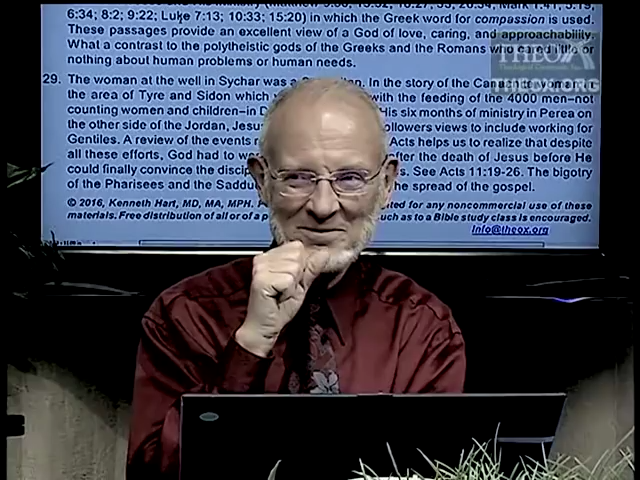 6:34; 8:2; 9:22; Luke 7:13; 10:33; 15:20) in which the Greek word for compassion is used.
These passages provide an excellent view of a God of love, caring, and approachability.
What a contrast to the polytheistic gods of the Greeks and the Romans who cared little or
nothing about human problems or human needs.
29. The woman at the well in Sychar was a In the story of the
the area of Tyre and Sidon which with the feeding of the 4000 men–not
counting women and children–in His six months of ministry in Perea on
the other side of the Jordan, followers views to include working for
Gentiles. A review of the events Acts helps us to realize that despite
all these efforts, God had to after the death of Jesus before He
could finally convince the See Acts 11:19-26. The bigotry
of the Pharisees and the the spread of the gospel.
© 2016, Kenneth Hart, MD, MA, MPH. for any noncommercial use of these
materials. Free distribution of all or of a such as to a Bible study class is encouraged.
Info@theox.org
THEOX
THEOX.ORG